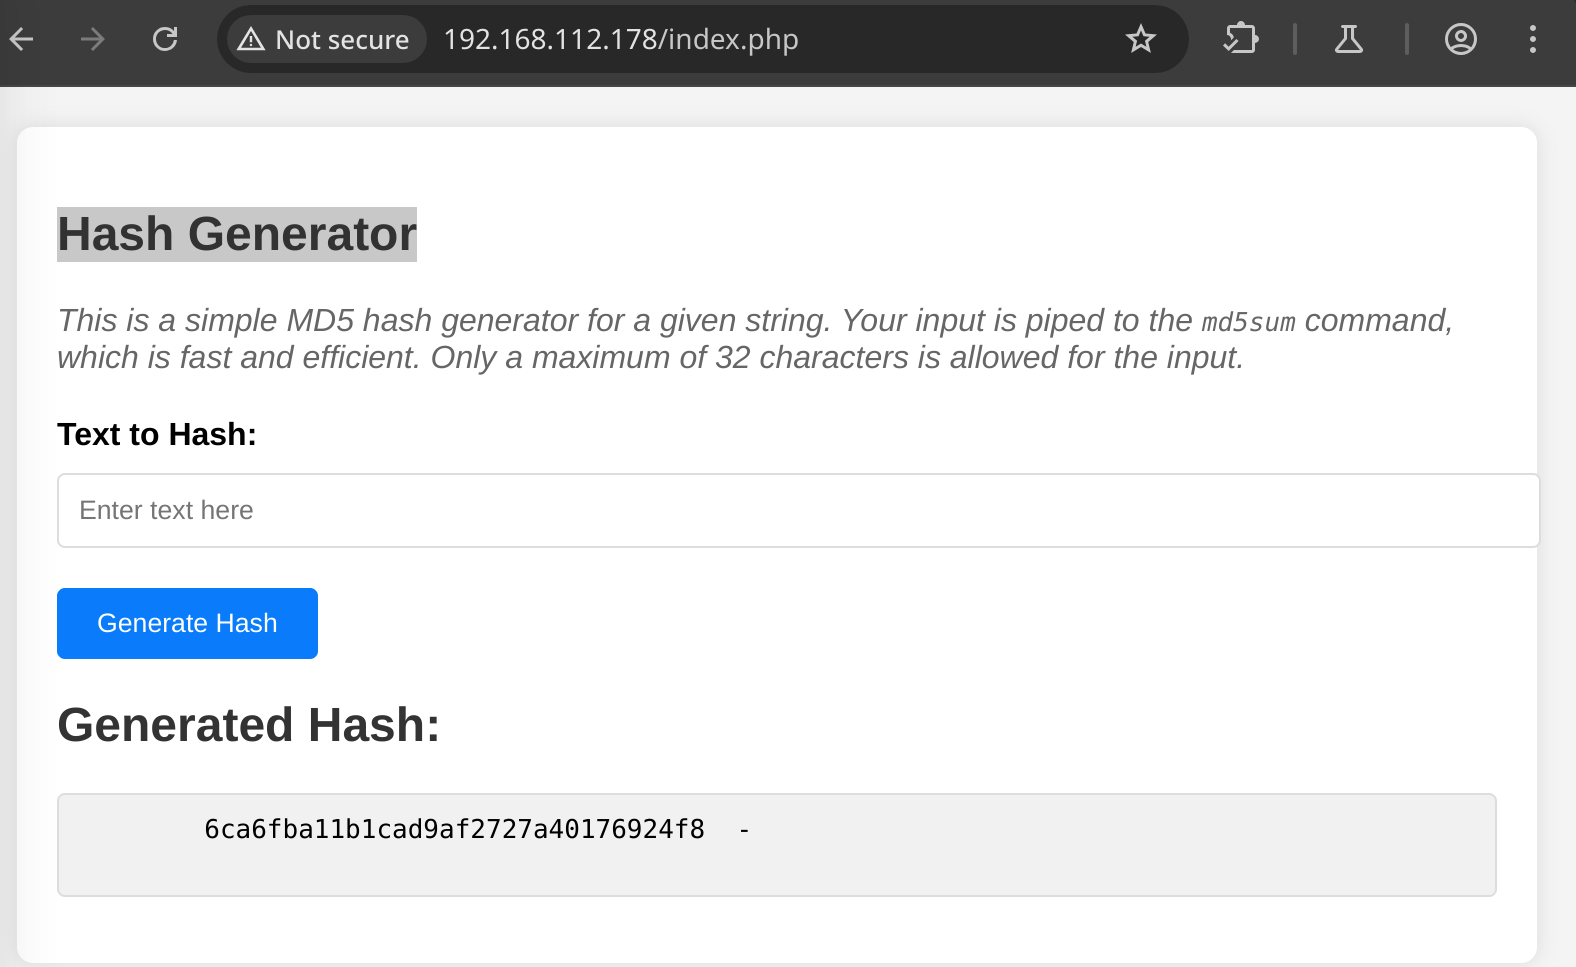 Not secure 192.168.112.178/index.php
Hash Generator
This is a simple MD5 hash generator for a given string. Your input is piped to the md5sum command,
which is fast and efficient. Only a maximum of 32 characters is allowed for the input.
Text to Hash:
Enter text here
Generate Hash
Generated Hash:
6ca6fba11b1cad9af2727a40176924f8  -